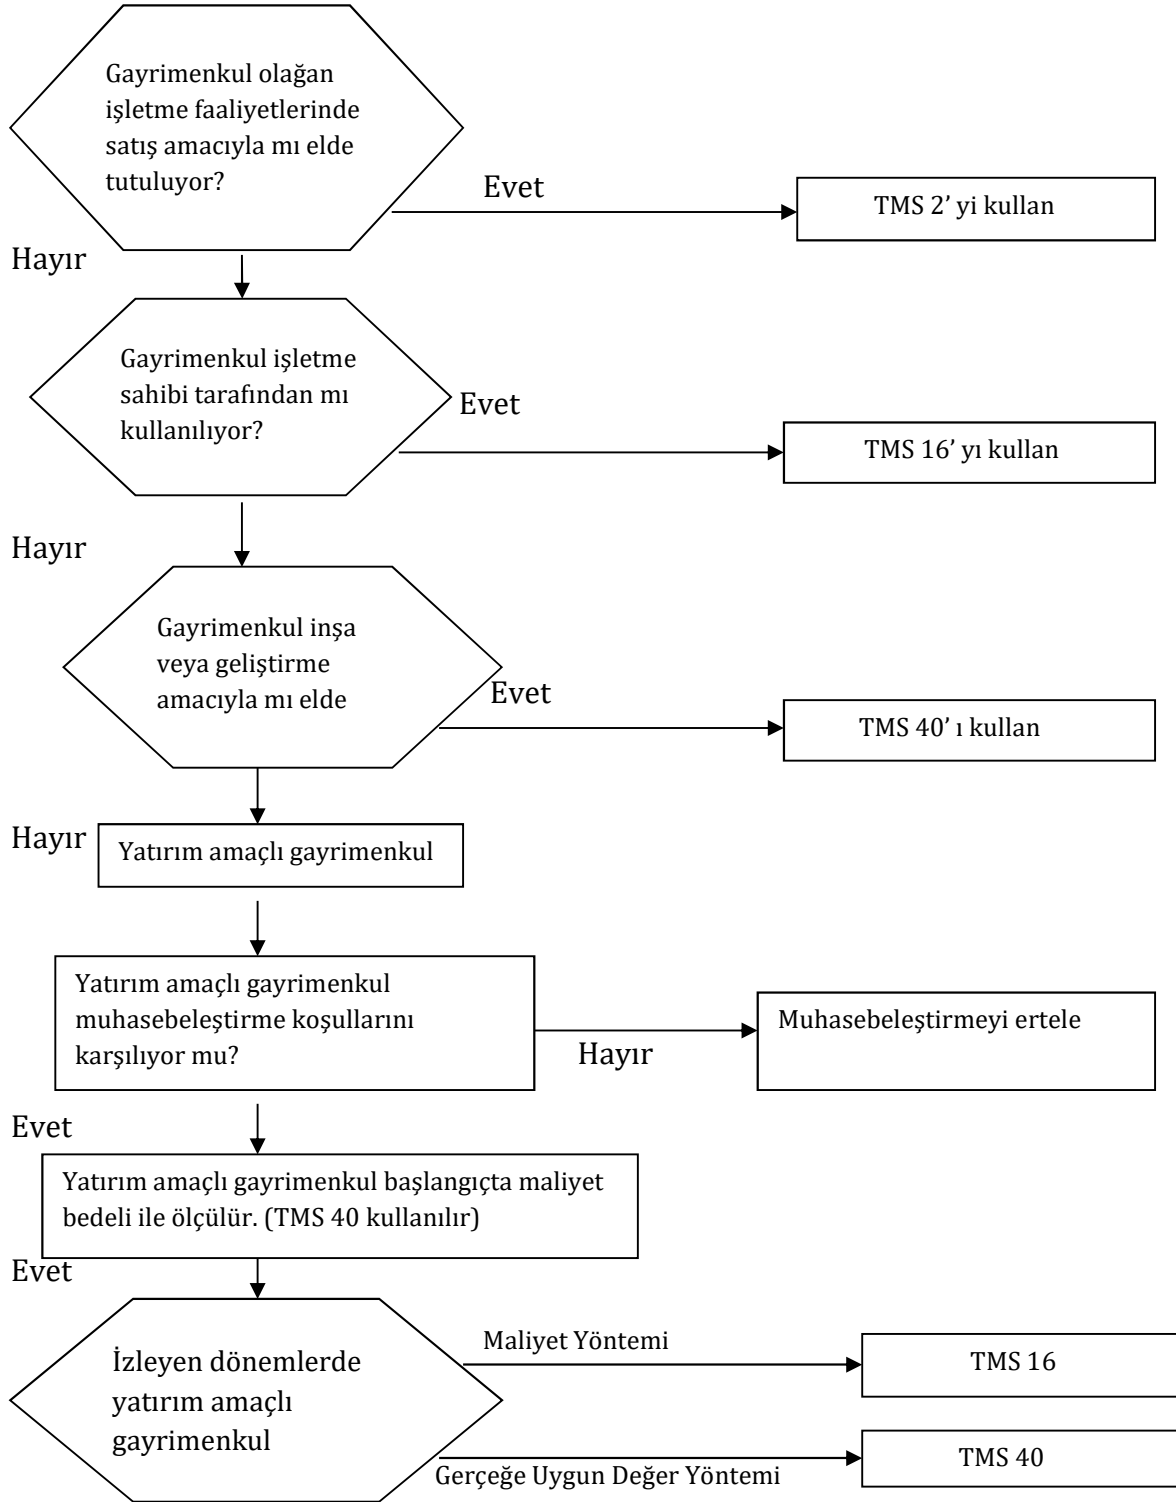 Gayrimenkul olağan
işletme faaliyetlerinde
satış amacıyla mı elde
tutuluyor?
Evet
TMS 2’ yi kullan
Hayır
Gayrimenkul işletme
sahibi tarafından mı
kullanılıyor?
Evet
TMS 16’ yı kullan
Hayır
Gayrimenkul inşa
veya geliştirme
amacıyla mı elde
Evet
TMS 40’ ı kullan
Hayır
Yatırım amaçlı gayrimenkul
Yatırım amaçlı gayrimenkul
muhasebeleştirme koşullarını
karşılıyor mu?
Hayır
Muhasebeleştirmeyi ertele
Evet
Yatırım amaçlı gayrimenkul başlangıçta maliyet
bedeli ile ölçülür. (TMS 40 kullanılır)
Evet
İzleyen dönemlerde
yatırım amaçlı
gayrimenkul
Maliyet Yöntemi
TMS 16
Gerçeğe Uygun Değer Yöntemi
TMS 40